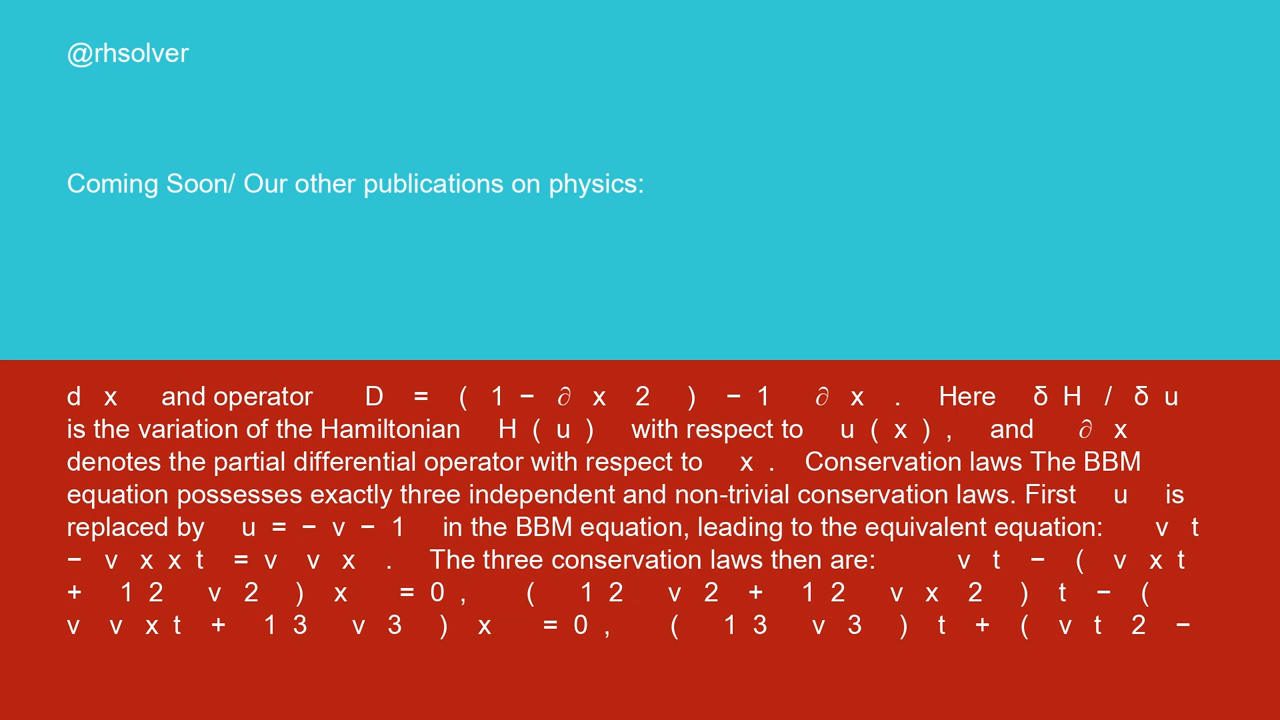 @rhsolver
Coming Soon/ Our other publications on physics:
d x and operator D = ( 1 − ∂ x 2 ) − 1 ∂ x . Here δ H / δ u
is the variation of the Hamiltonian H ( u ) with respect to u ( x ) , and ∂ x
denotes the partial differential operator with respect to x . Conservation laws The BBM
equation possesses exactly three independent and non-trivial conservation laws. First u is
replaced by u = − v − 1 in the BBM equation, leading to the equivalent equation: v t
− v x x t = v v x . The three conservation laws then are: v t − ( v x t
+ 1 2 v 2 ) x = 0 , ( 1 2 v 2 + 1 2 v x 2 ) t − (
v v x t + 1 3 v 3 ) x = 0 , ( 1 3 v 3 ) t + ( v t 2 −